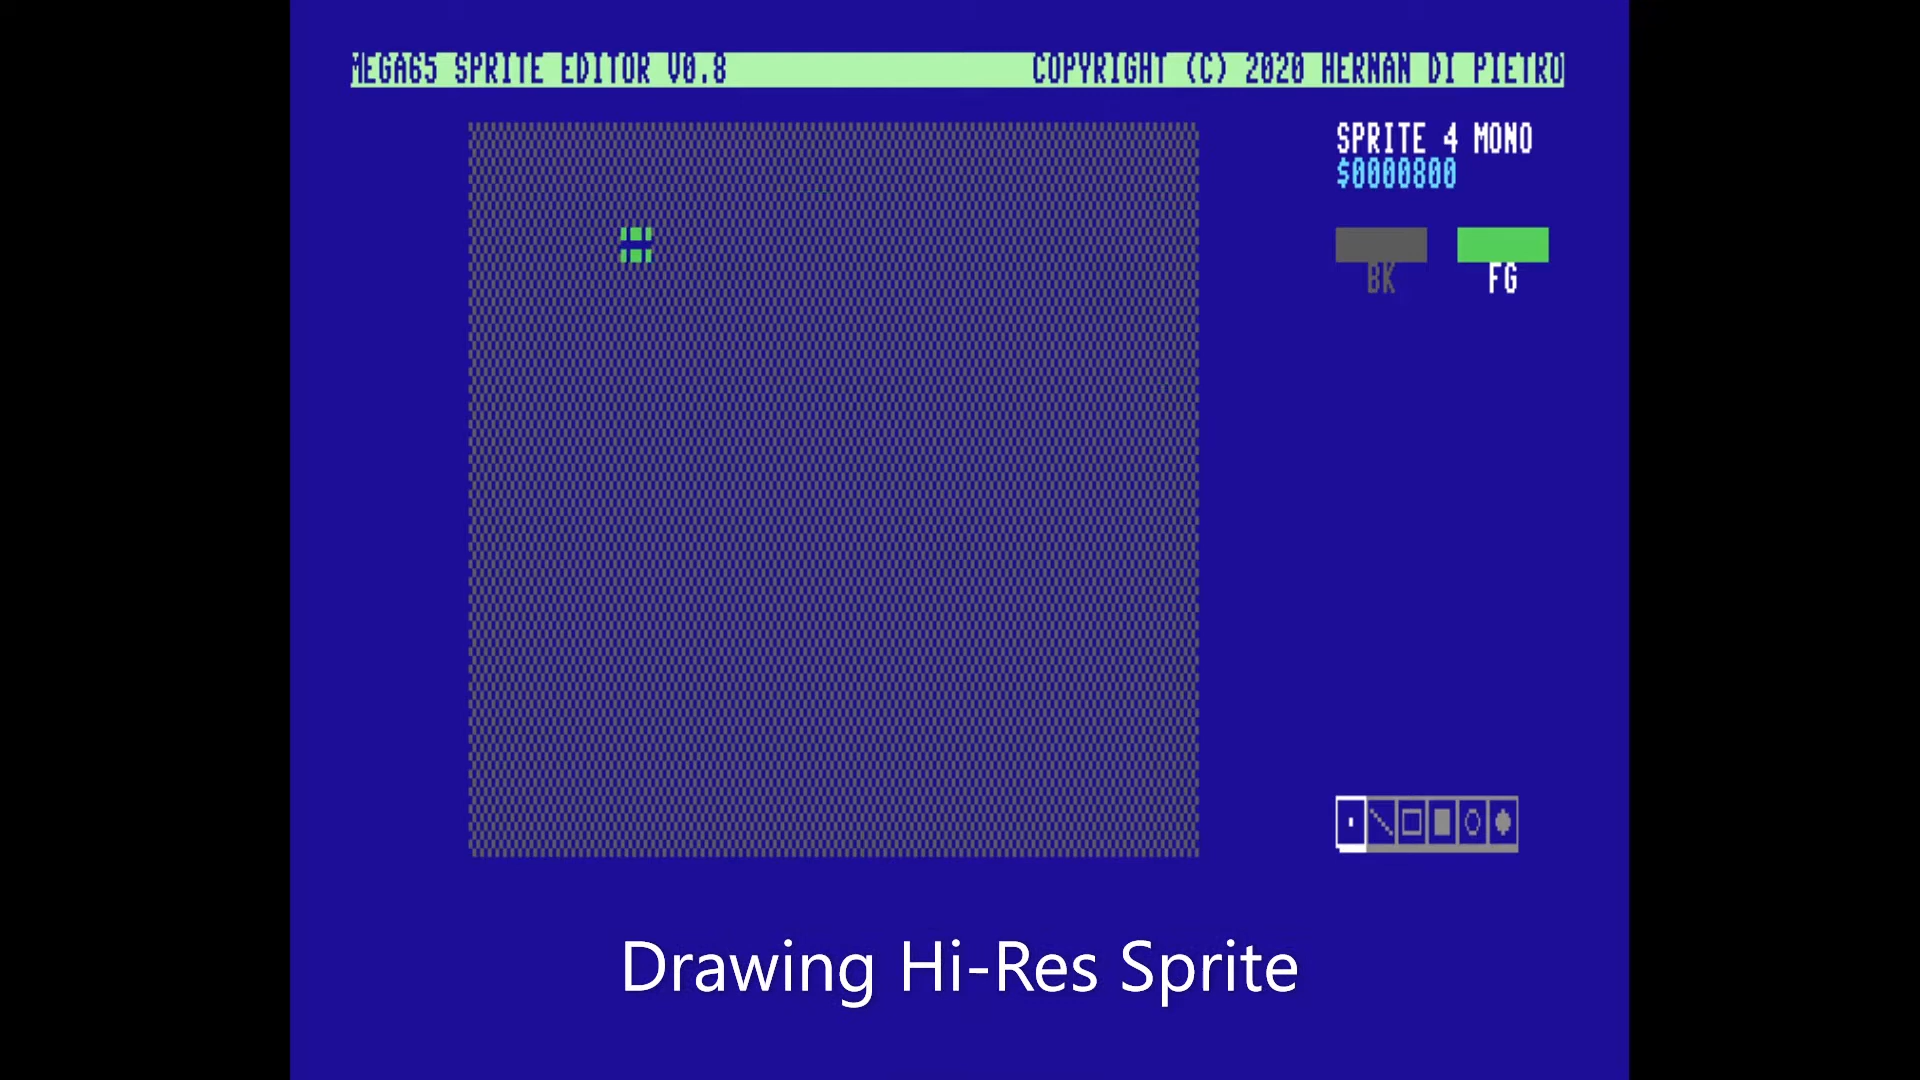 MEGA65 SPRITE EDITOR V0.8 COPYRIGHT (C) 2020 HERNAN DI PIETRO
SPRITE 4 MONO
$0000800
BK FG
Drawing Hi-Res Sprite